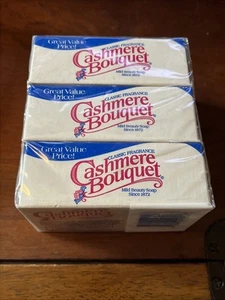 Great Value
Price!
CLASSIC FRAGRANCE
Cashmere
Bouquet
Mild Beauty Soap
Since 1872
Great Value
Price!
CLASSIC FRAGRANCE
Cashmere
Bouquet
Mild Beauty Soap
Since 1872
Great Value
Price!
CLASSIC FRAGRANCE
Cashmere
Bouquet
Mild Beauty Soap
Since 1872